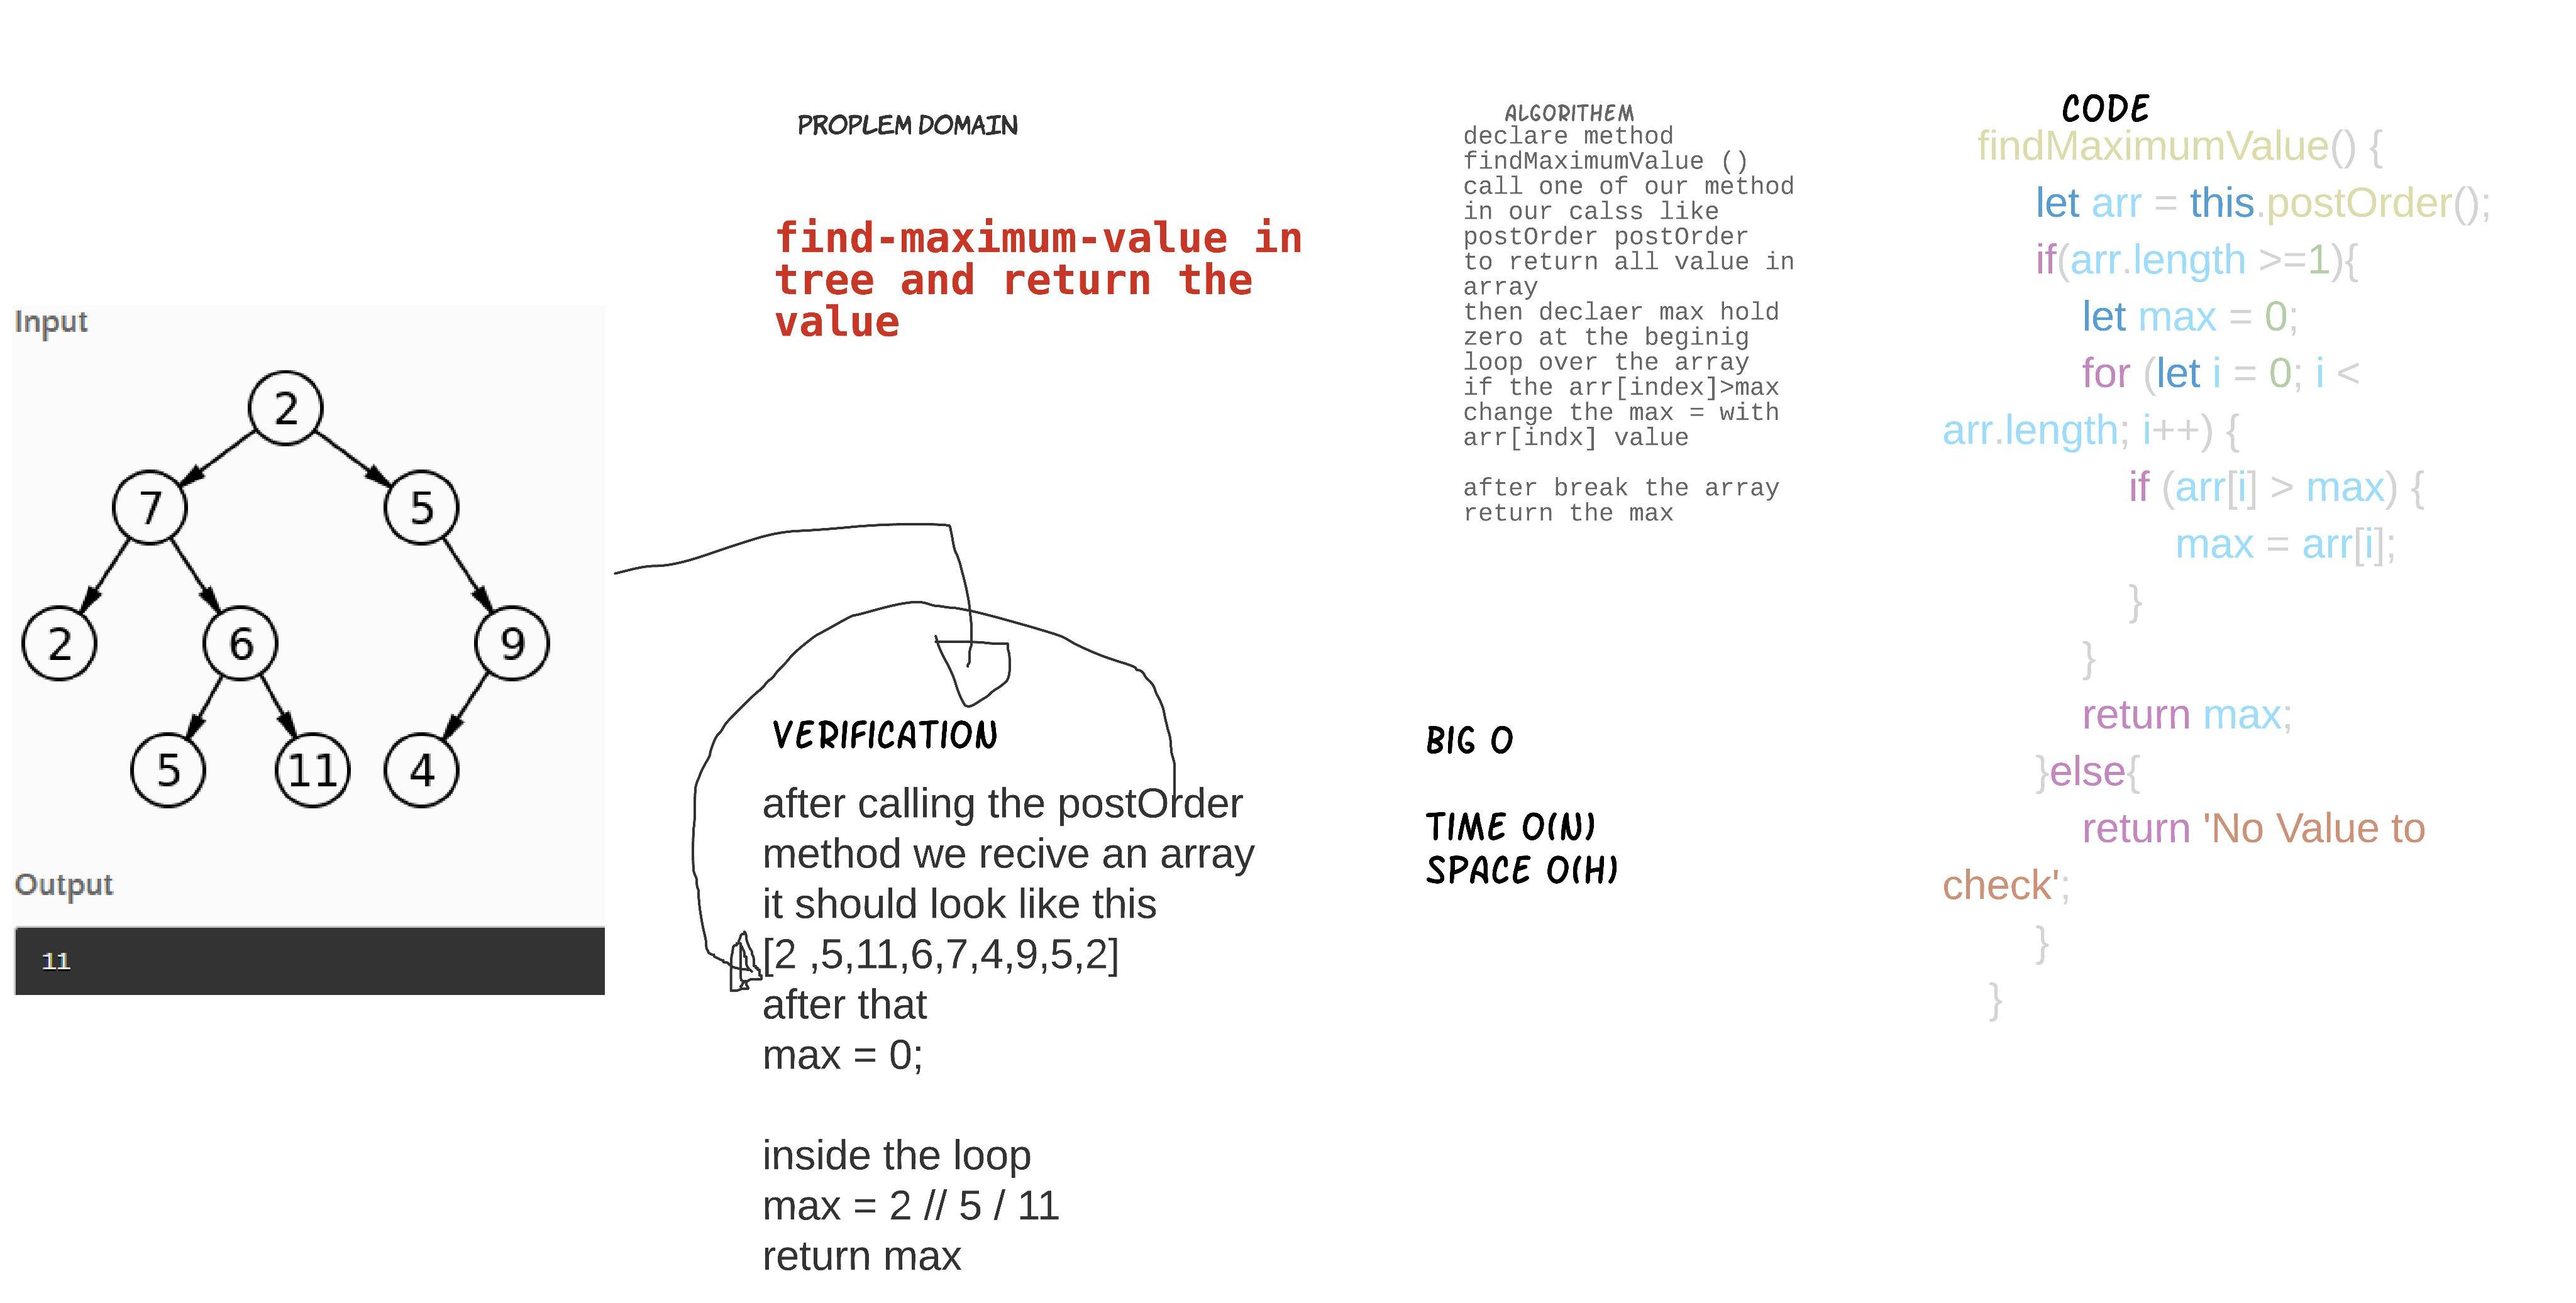 Input
2
7
5
2
6
9
5
11
4
Output
11
PROPLEM DOMAIN
find-maximum-value in
tree and return the
value
VERIFICATION
after calling the postOrder
method we recive an array
it should look like this
[2 ,5,11,6,7,4,9,5,2]
after that
max = 0;
inside the loop
max = 2 // 5 / 11
return max
ALGORITHEM
declare method
findMaximumValue ()
call one of our method
in our calss like
postOrder postOrder
to return all value in
array
then declaer max hold
zero at the beginig
loop over the array
if the arr[index]>max
change the max = with
arr[indx] value
after break the array
return the max
BIG O
TIME O(N)
SPACE O(H)
CODE
findMaximumValue() {
let arr = this.postOrder();
if(arr.length >=1){
let max = 0;
for (let i = 0; i <
arr.length; i++) {
if (arr[i] > max) {
max = arr[i];
}
}
return max;
}else{
return 'No Value to
check';
}
}